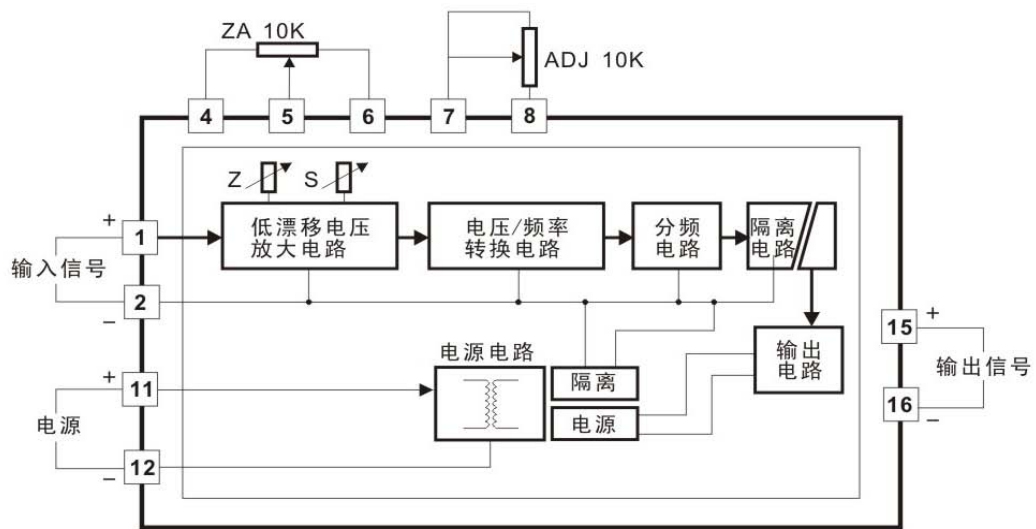 ZA 10K
ADJ 10K
4
5
6
7
8
Z
S
+
1
输入信号
2
−
低漂移电压
放大电路
电压/频率
转换电路
分频
电路
隔离
电路
电源电路
隔离
电源
输出
电路
+
11
电源
12
−
15
+
输出信号
16
−